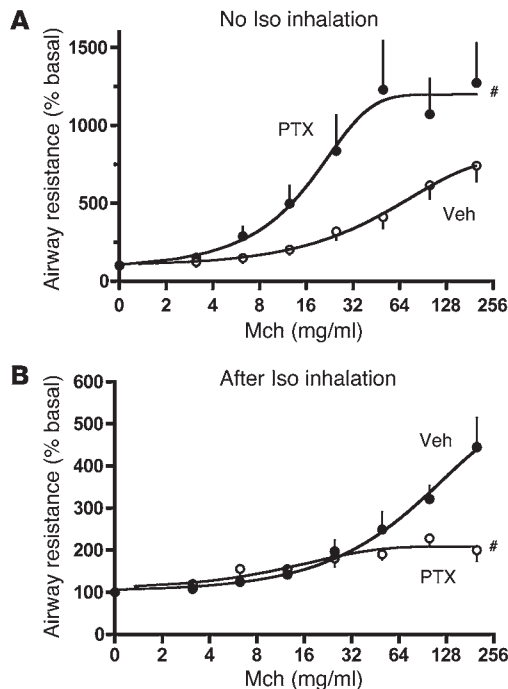 A
No Iso inhalation
Airway resistance (% basal)
1500
1000
500
0
PTX
#
Veh
0 2 4 8 16 32 64 128 256
Mch (mg/ml)
B
After Iso inhalation
Airway resistance (% basal)
600
500
400
300
200
100
0
Veh
#
PTX
0 2 4 8 16 32 64 128 256
Mch (mg/ml)